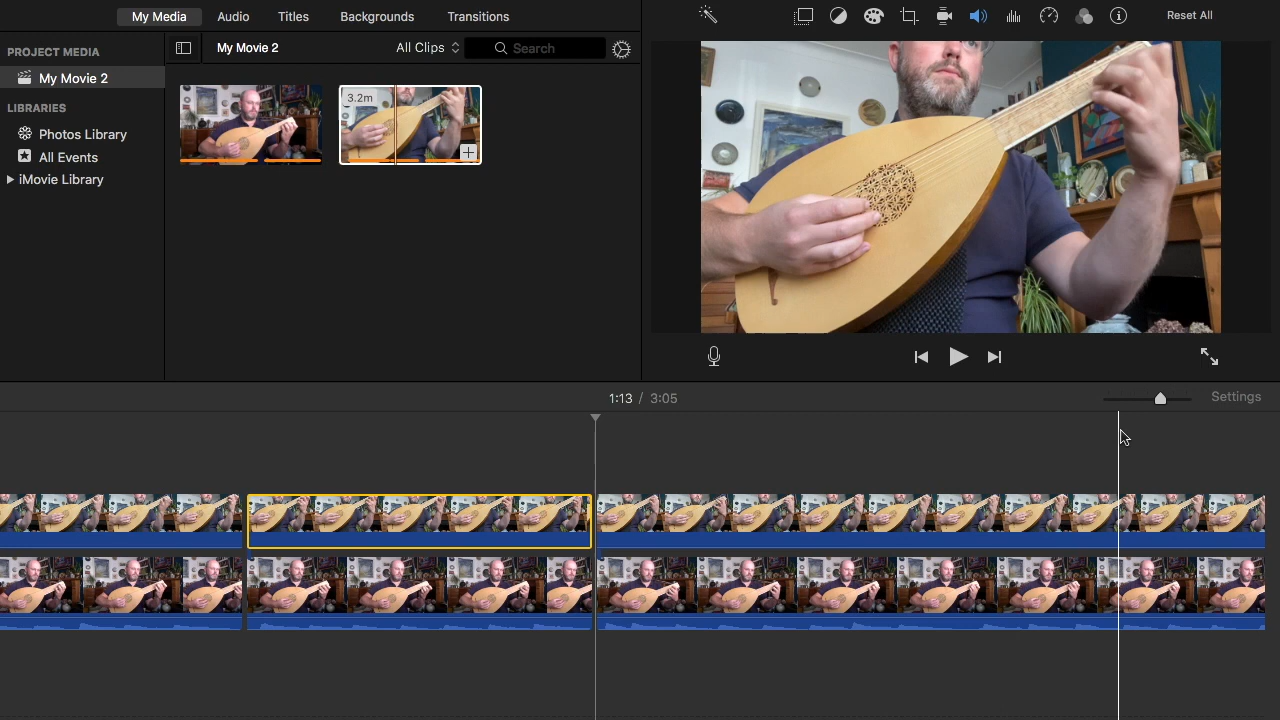 My Media Audio Titles Backgrounds Transitions Reset All
PROJECT MEDIA
My Movie 2 All Clips Search
My Movie 2
LIBRARIES
3.2m
Photos Library
All Events
iMovie Library
1:13 / 3:05 Settings